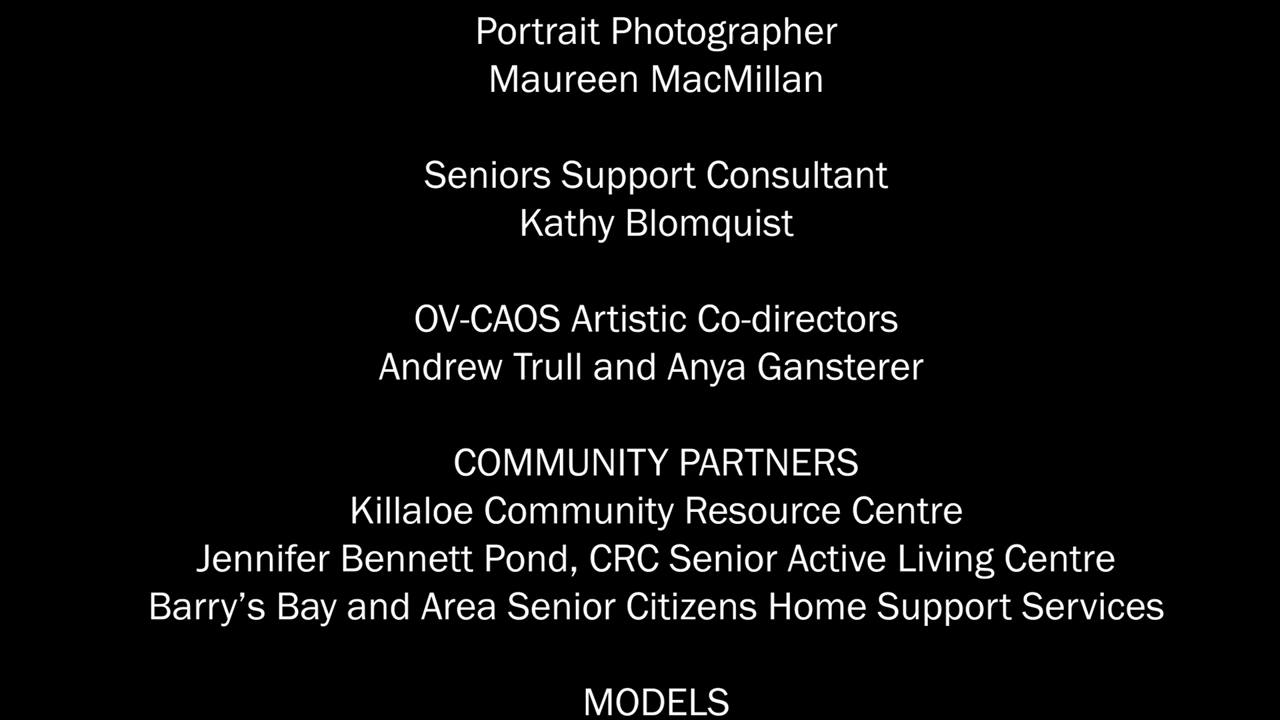 Portrait Photographer
Maureen MacMillan
Seniors Support Consultant
Kathy Blomquist
OV-CAOS Artistic Co-directors
Andrew Trull and Anya Gansterer
COMMUNITY PARTNERS
Killaloe Community Resource Centre
Jennifer Bennett Pond, CRC Senior Active Living Centre
Barry’s Bay and Area Senior Citizens Home Support Services
MODELS